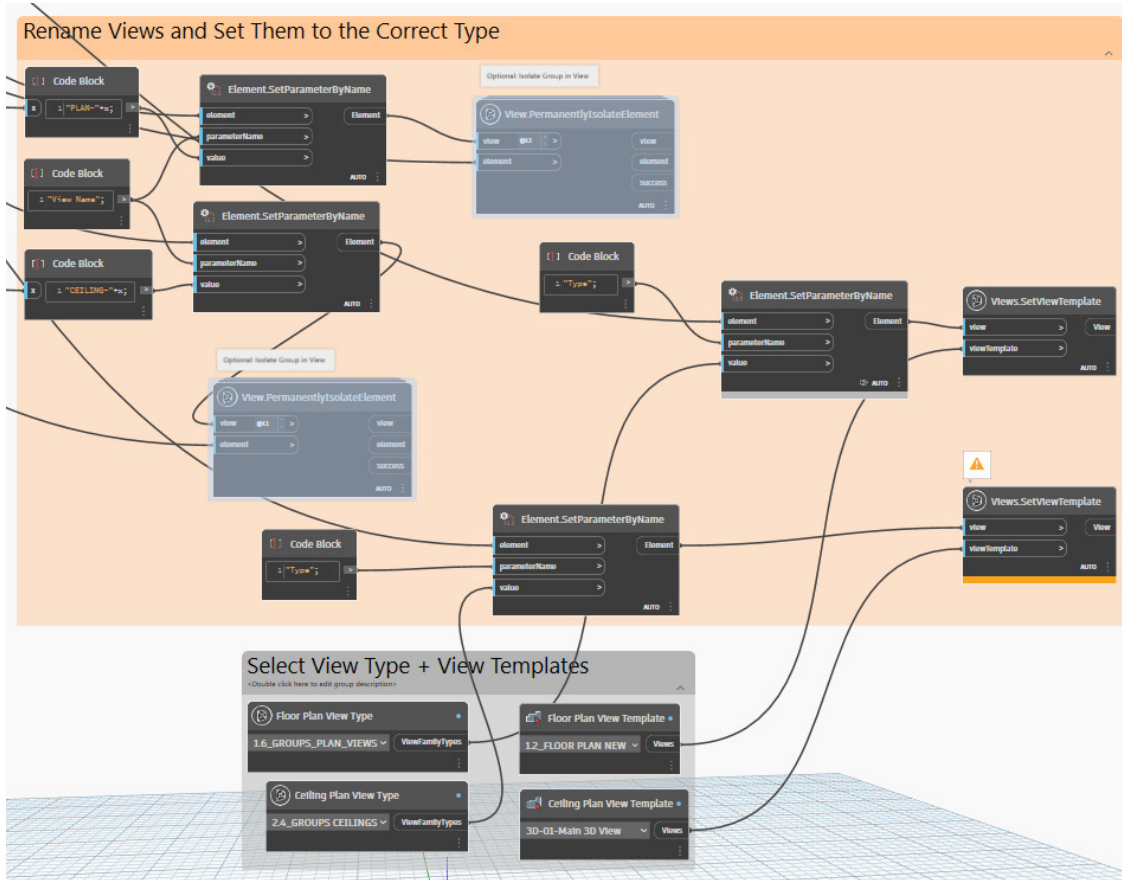 Rename Views and Set Them to the Correct Type
Code Block
x
1 "PLAN-"+x;
>
Element.SetParameterByName
element >
Element
parameterName >
value >
AUTO
Optional: Isolate Group in View
View.PermanentlyIsolateElement
view @L1 >
view
element >
element
success
AUTO
Code Block
1 "View Name";
>
Element.SetParameterByName
element >
Element
parameterName >
value >
AUTO
Code Block
x
1 "CEILING-"+x;
>
Code Block
1 "Type";
>
Element.SetParameterByName
element >
Element
parameterName >
value >
AUTO
Views.SetViewTemplate
view >
View
viewTemplate >
AUTO
Optional: Isolate Group in View
View.PermanentlyIsolateElement
view @L1 >
view
element >
element
success
AUTO
Views.SetViewTemplate
view >
View
viewTemplate >
AUTO
Element.SetParameterByName
element >
Element
parameterName >
value >
AUTO
Code Block
1 "Type";
>
Select View Type + View Templates
<Double click here to edit group description>
Floor Plan View Type
1.6_GROUPS_PLAN_VIEWS
ViewFamilyTypes
Floor Plan View Template
1.2_FLOOR PLAN NEW
Views
Ceiling Plan View Type
2.4_GROUPS CEILINGS
ViewFamilyTypes
Ceiling Plan View Template
3D-01-Main 3D View
Views